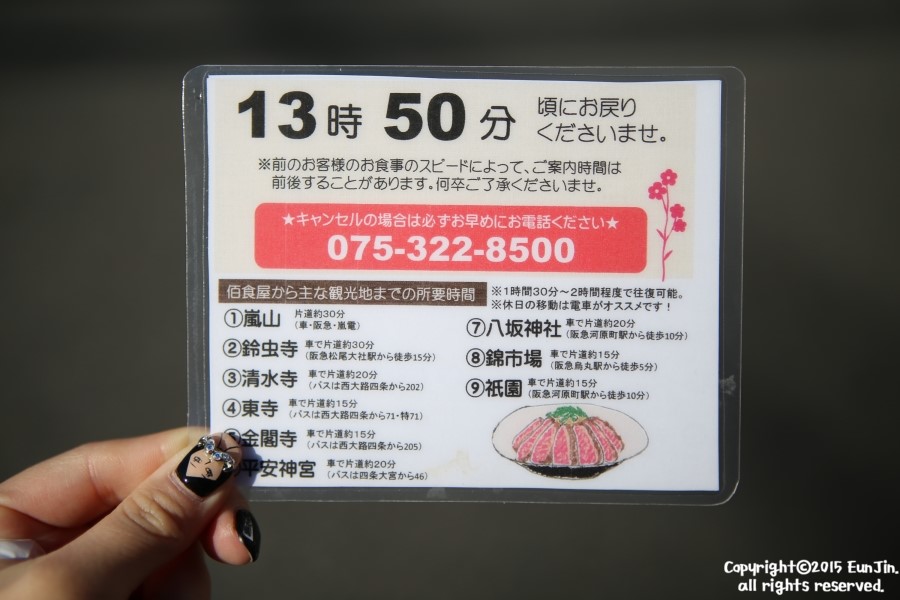 13時50分
頃にお戻り
くださいませ。
※前のお客様のお食事のスピードによって、ご案内時間は
前後することがあります。何卒ご了承くださいませ。
★キャンセルの場合は必ずお早めにお電話ください★
075-322-8500
佰食屋から主な観光地までの所要時間
※1時間30分～2時間程度で往復可能。
※休日の移動は電車がオススメです！
①嵐山 片道約30分
（車・阪急・嵐電）
②鈴虫寺 車で片道約30分
（阪急松尾大社駅から徒歩15分）
③清水寺 車で片道約20分
（バスは西大路四条から202）
④東寺 車で片道約15分
（バスは西大路四条から71・特71）
金閣寺 車で片道約15分
（バスは西大路四条から205）
平安神宮 車で片道約20分
（バスは四条大宮から46）
⑦八坂神社 車で片道約20分
（阪急河原町駅から徒歩10分）
⑧錦市場 車で片道約15分
（阪急烏丸駅から徒歩5分）
⑨祇園 車で片道約15分
（阪急河原町駅から徒歩10分）
Copyright©2015 EunJin.
all rights reserved.